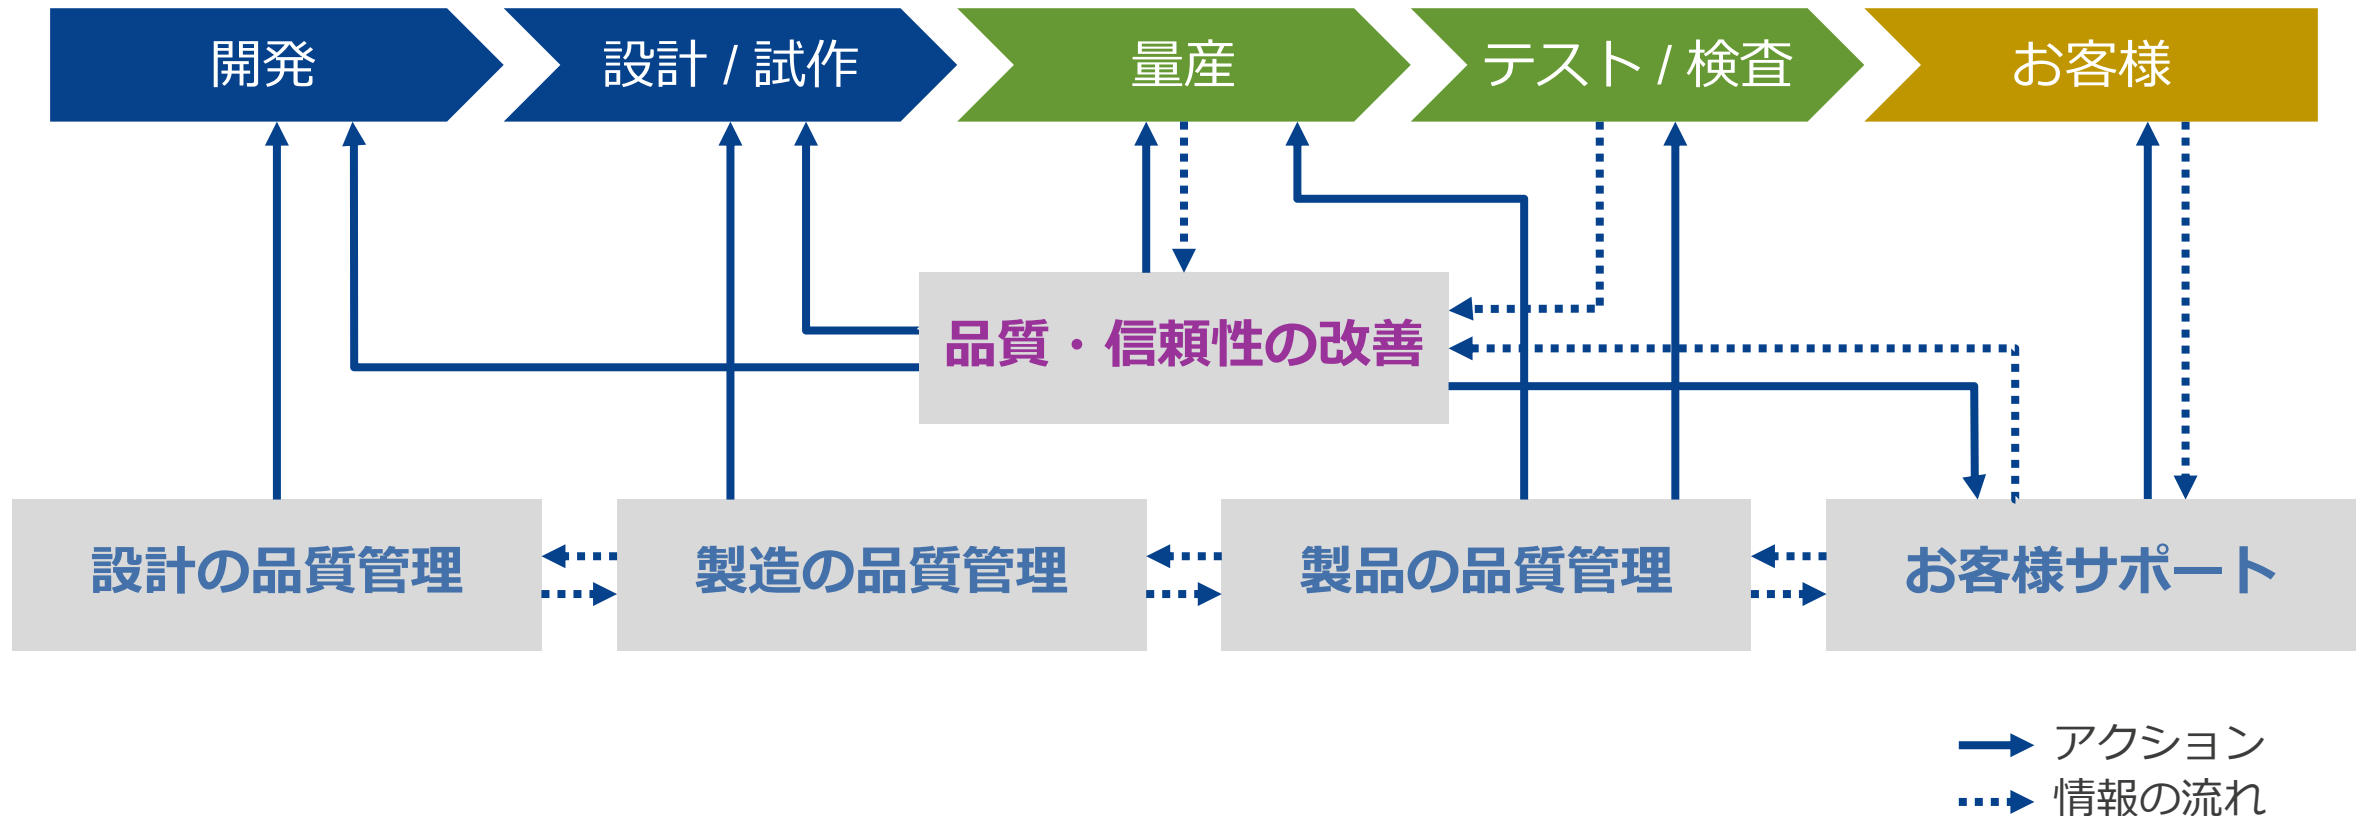 開発
設計 / 試作
量産
テスト / 検査
お客様
品質・信頼性の改善
設計の品質管理
製造の品質管理
製品の品質管理
お客様サポート
アクション
情報の流れ